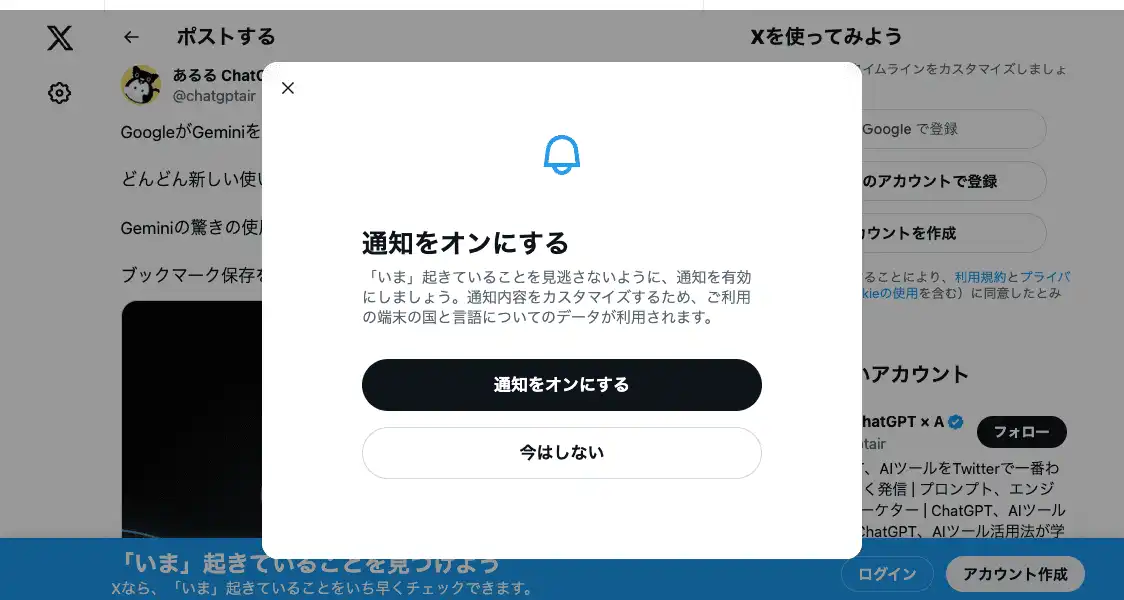 ポストする
あるる ChatG
@chatgptair
GoogleがGeminiを
どんどん新しい使い
Geminiの驚きの使用
ブックマーク保存を
通知をオンにする
「いま」起きていることを見逃さないように、通知を有効
にしましょう。通知内容をカスタマイズするため、ご利用
の端末の国と言語についてのデータが利用されます。
通知をオンにする
今はしない
Xを使ってみよう
イムラインをカスタマイズしましょ
Google で登録
のアカウントで登録
カウントを作成
ることにより、利用規約とプライバ
kieの使用を含む）に同意したとみ
いアカウント
hatGPT × A
ptair
フォロー
T、AIツールをTwitterで一番わ
く発信 | プロンプト、エンジ
ーケター | ChatGPT、AIツール
ChatGPT、AIツール活用法が学
「いま」起きていることを見つけよう
Xなら、「いま」起きていることをいち早くチェックできます。
ログイン
アカウント作成